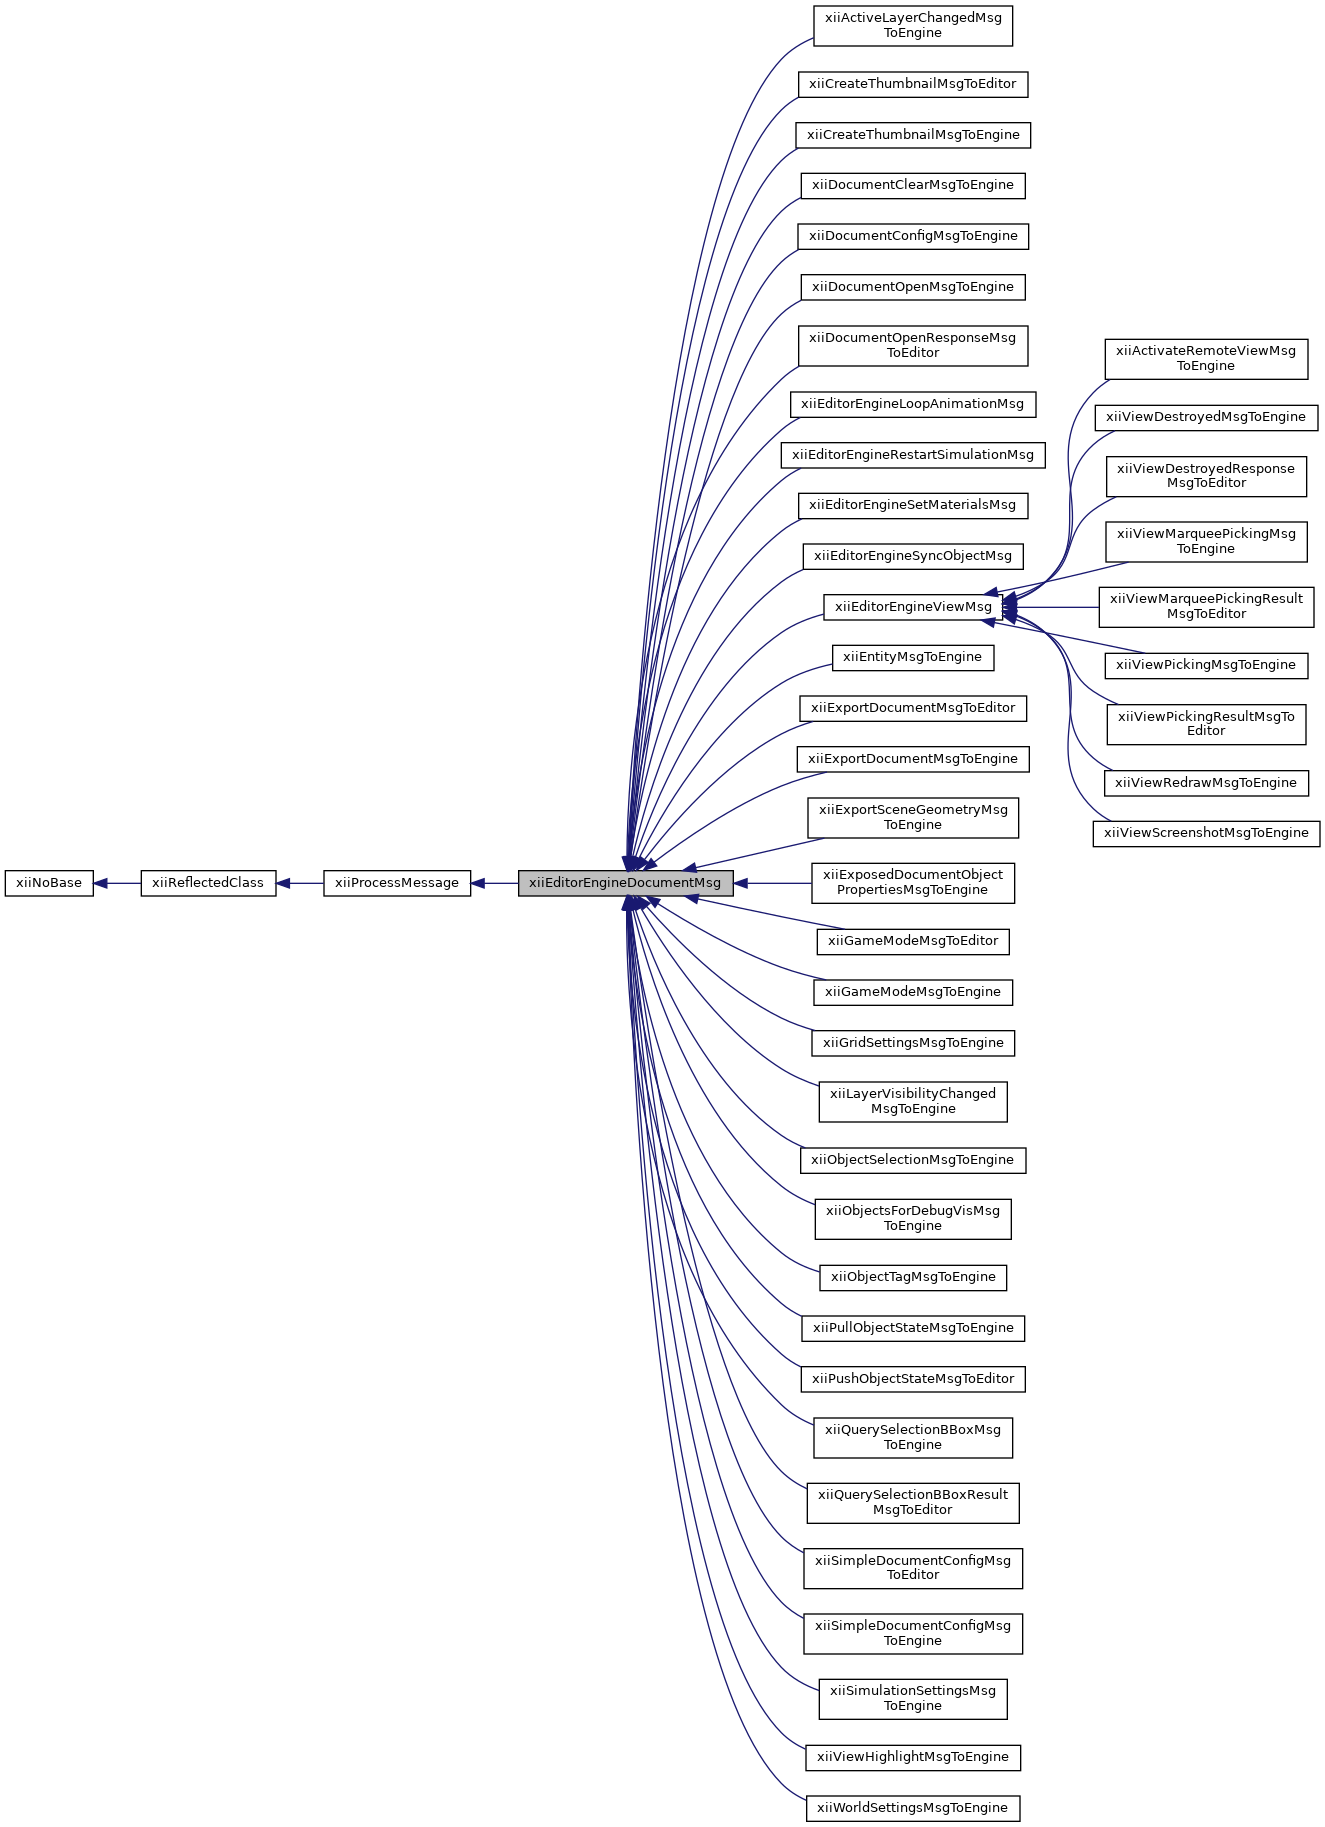 xiiNoBase
xiiReflectedClass
xiiProcessMessage
xiiEditorEngineDocumentMsg
xiiActiveLayerChangedMsg
ToEngine
xiiCreateThumbnailMsgToEditor
xiiCreateThumbnailMsgToEngine
xiiDocumentClearMsgToEngine
xiiDocumentConfigMsgToEngine
xiiDocumentOpenMsgToEngine
xiiDocumentOpenResponseMsg
ToEditor
xiiEditorEngineLoopAnimationMsg
xiiEditorEngineRestartSimulationMsg
xiiEditorEngineSetMaterialsMsg
xiiEditorEngineSyncObjectMsg
xiiEditorEngineViewMsg
xiiEntityMsgToEngine
xiiExportDocumentMsgToEditor
xiiExportDocumentMsgToEngine
xiiExportSceneGeometryMsg
ToEngine
xiiExposedDocumentObject
PropertiesMsgToEngine
xiiGameModeMsgToEditor
xiiGameModeMsgToEngine
xiiGridSettingsMsgToEngine
xiiLayerVisibilityChanged
MsgToEngine
xiiObjectSelectionMsgToEngine
xiiObjectsForDebugVisMsg
ToEngine
xiiObjectTagMsgToEngine
xiiPullObjectStateMsgToEngine
xiiPushObjectStateMsgToEditor
xiiQuerySelectionBBoxMsg
ToEngine
xiiQuerySelectionBBoxResult
MsgToEditor
xiiSimpleDocumentConfigMsg
ToEditor
xiiSimpleDocumentConfigMsg
ToEngine
xiiSimulationSettingsMsg
ToEngine
xiiViewHighlightMsgToEngine
xiiWorldSettingsMsgToEngine
xiiActivateRemoteViewMsg
ToEngine
xiiViewDestroyedMsgToEngine
xiiViewDestroyedResponse
MsgToEditor
xiiViewMarqueePickingMsg
ToEngine
xiiViewMarqueePickingResult
MsgToEditor
xiiViewPickingMsgToEngine
xiiViewPickingResultMsgTo
Editor
xiiViewRedrawMsgToEngine
xiiViewScreenshotMsgToEngine